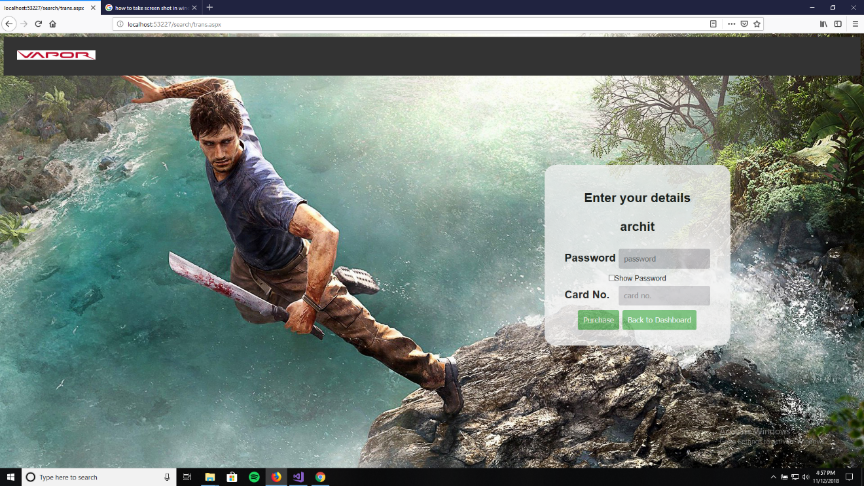 localhost:53227/search/trans.aspx
how to take screen shot in win
localhost:53227/search/trans.aspx
VAPOR
Enter your details
archit
Password password
Show Password
Card No. card no.
Purchase Back to Dashboard
Type here to search
4:57 PM
11/12/2018